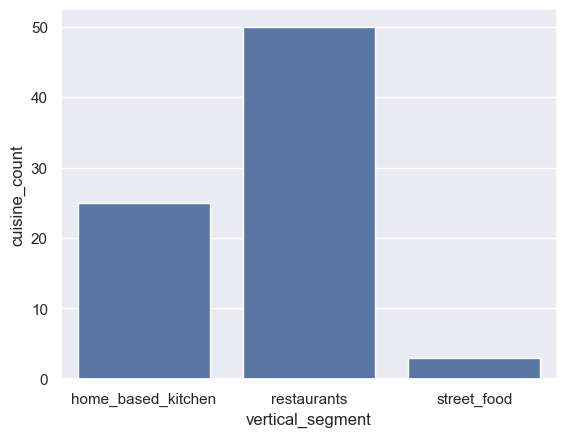 50
40
30
20
10
0
cuisine_count
home_based_kitchen restaurants street_food
vertical_segment